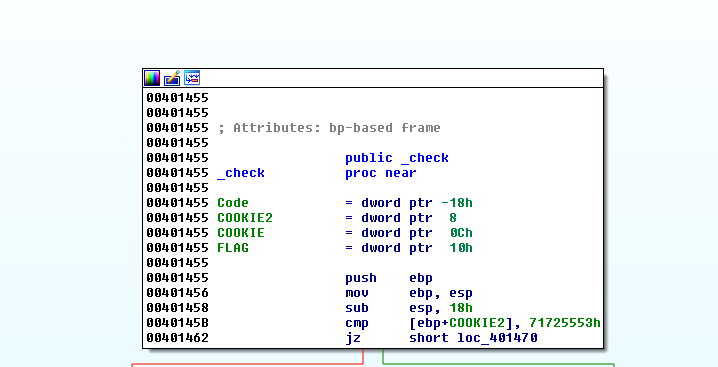 00401455
00401455
00401455 ; Attributes: bp-based frame
00401455
00401455 public _check
00401455 _check proc near
00401455
00401455 Code = dword ptr -18h
00401455 COOKIE2 = dword ptr 8
00401455 COOKIE = dword ptr 0Ch
00401455 FLAG = dword ptr 10h
00401455
00401455 push ebp
00401456 mov ebp, esp
00401458 sub esp, 18h
0040145B cmp [ebp+COOKIE2], 71725553h
00401462 jz short loc_401470